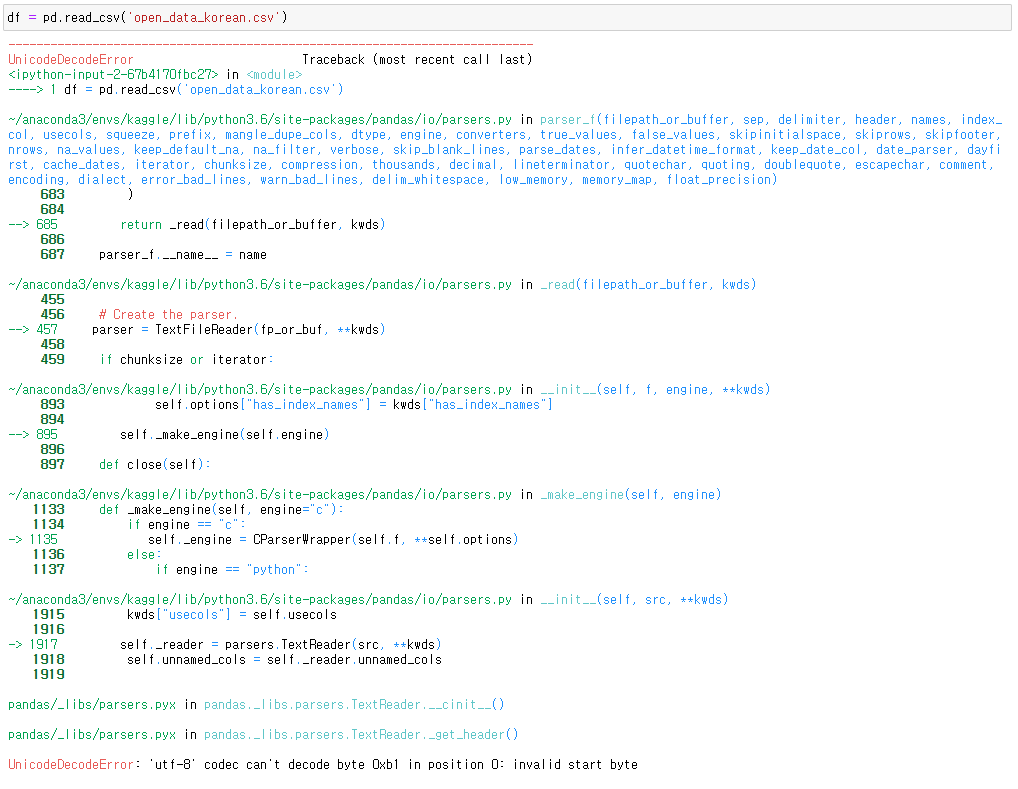 df = pd.read_csv('open_data_korean.csv')
---------------------------------------------------------------------------
UnicodeDecodeError                        Traceback (most recent call last)
<ipython-input-2-67b4170fbc27> in <module>
----> 1 df = pd.read_csv('open_data_korean.csv')
~/anaconda3/envs/kaggle/lib/python3.6/site-packages/pandas/io/parsers.py in parser_f(filepath_or_buffer, sep, delimiter, header, names, index_
col, usecols, squeeze, prefix, mangle_dupe_cols, dtype, engine, converters, true_values, false_values, skipinitialspace, skiprows, skipfooter,
nrows, na_values, keep_default_na, na_filter, verbose, skip_blank_lines, parse_dates, infer_datetime_format, keep_date_col, date_parser, dayfi
rst, cache_dates, iterator, chunksize, compression, thousands, decimal, lineterminator, quotechar, quoting, doublequote, escapechar, comment,
encoding, dialect, error_bad_lines, warn_bad_lines, delim_whitespace, low_memory, memory_map, float_precision)
683         )
684
--> 685         return _read(filepath_or_buffer, kwds)
686
687     parser_f.__name__ = name
~/anaconda3/envs/kaggle/lib/python3.6/site-packages/pandas/io/parsers.py in _read(filepath_or_buffer, kwds)
455
456     # Create the parser.
--> 457     parser = TextFileReader(fp_or_buf, **kwds)
458
459     if chunksize or iterator:
~/anaconda3/envs/kaggle/lib/python3.6/site-packages/pandas/io/parsers.py in __init__(self, f, engine, **kwds)
893             self.options["has_index_names"] = kwds["has_index_names"]
894
--> 895         self._make_engine(self.engine)
896
897     def close(self):
~/anaconda3/envs/kaggle/lib/python3.6/site-packages/pandas/io/parsers.py in _make_engine(self, engine)
1133     def _make_engine(self, engine="c"):
1134         if engine == "c":
-> 1135             self._engine = CParserWrapper(self.f, **self.options)
1136         else:
1137             if engine == "python":
~/anaconda3/envs/kaggle/lib/python3.6/site-packages/pandas/io/parsers.py in __init__(self, src, **kwds)
1915         kwds["usecols"] = self.usecols
1916
-> 1917         self._reader = parsers.TextReader(src, **kwds)
1918         self.unnamed_cols = self._reader.unnamed_cols
1919
pandas/_libs/parsers.pyx in pandas._libs.parsers.TextReader.__cinit__()
pandas/_libs/parsers.pyx in pandas._libs.parsers.TextReader._get_header()
UnicodeDecodeError: 'utf-8' codec can't decode byte 0xb1 in position 0: invalid start byte